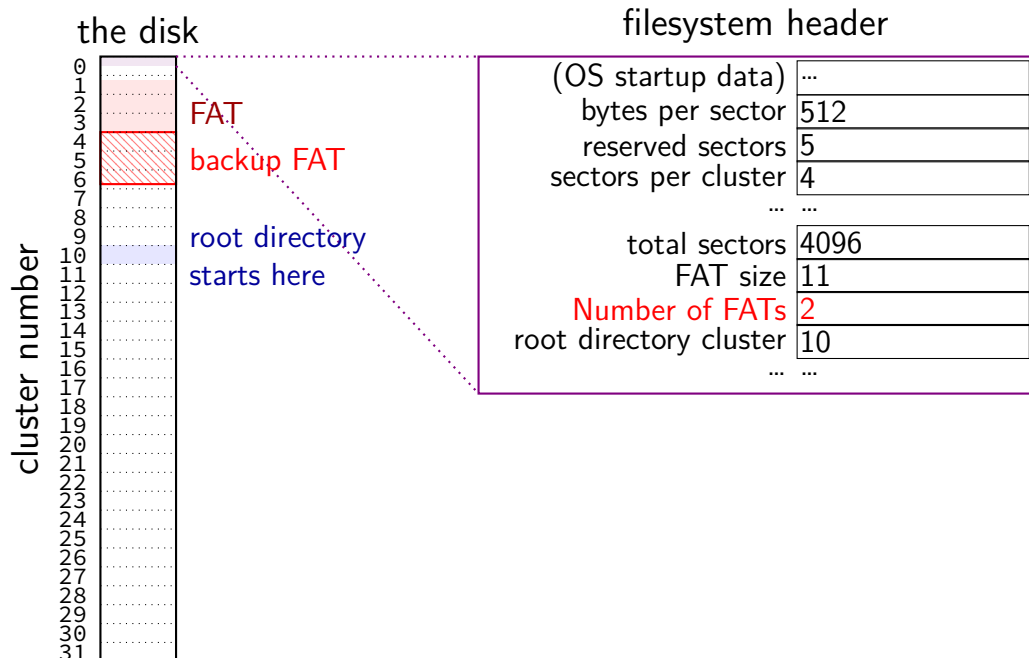 the disk
cluster number
0
1
2
3
4
5
6
7
8
9
10
11
12
13
14
15
16
17
18
19
20
21
22
23
24
25
26
27
28
29
30
31
FAT
backup FAT
root directory
starts here
filesystem header
(OS startup data) ...
bytes per sector 512
reserved sectors 5
sectors per cluster 4
... ...
total sectors 4096
FAT size 11
Number of FATs 2
root directory cluster 10
... ...